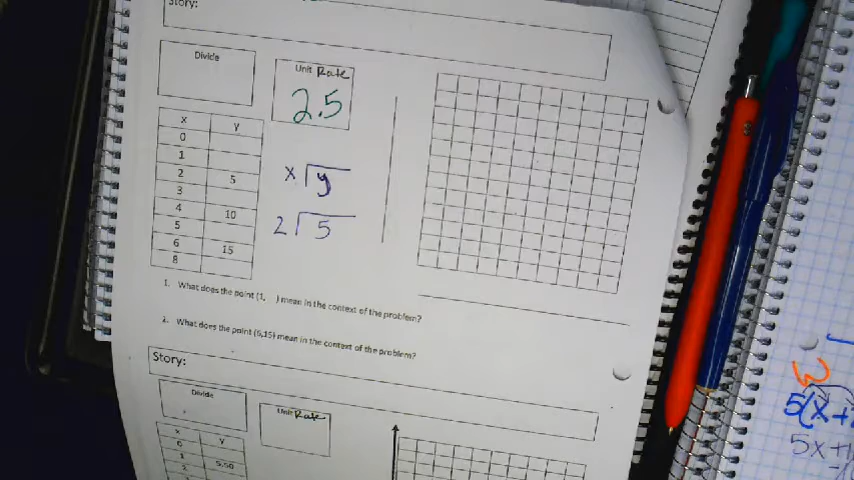 Story:
Divide
Unit Rate
2.5
x y
0
1
2 5
3
4 10
5
6 15
8
x y
2 5
1. What does the point (1, ) mean in the context of the problem?
2. What does the point (6,15) mean in the context of the problem?
Story:
Divide
Unit Rate
x y
0
1 5.50
2
5(x+
5x+